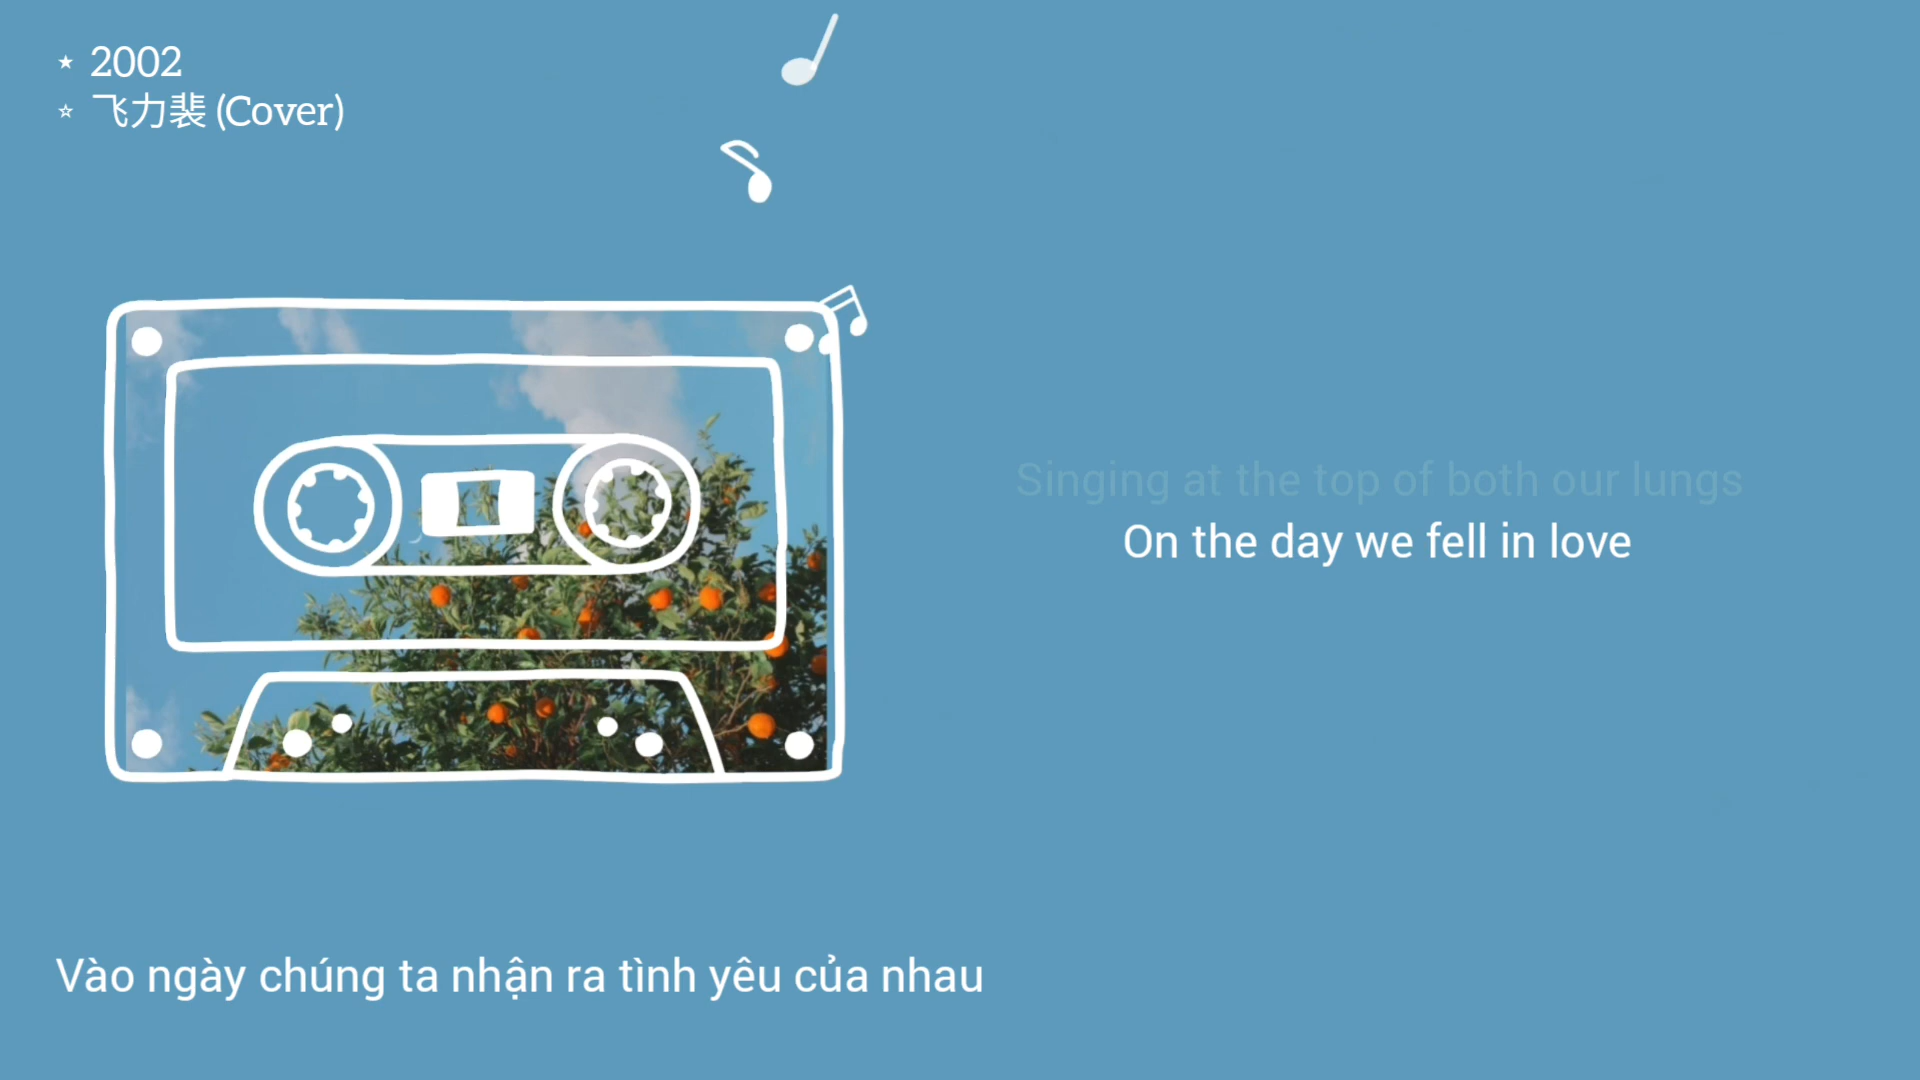 ⋆ 2002
☆ 飞力裴 (Cover)
Singing at the top of both our lungs
On the day we fell in love
Vào ngày chúng ta nhận ra tình yêu của nhau